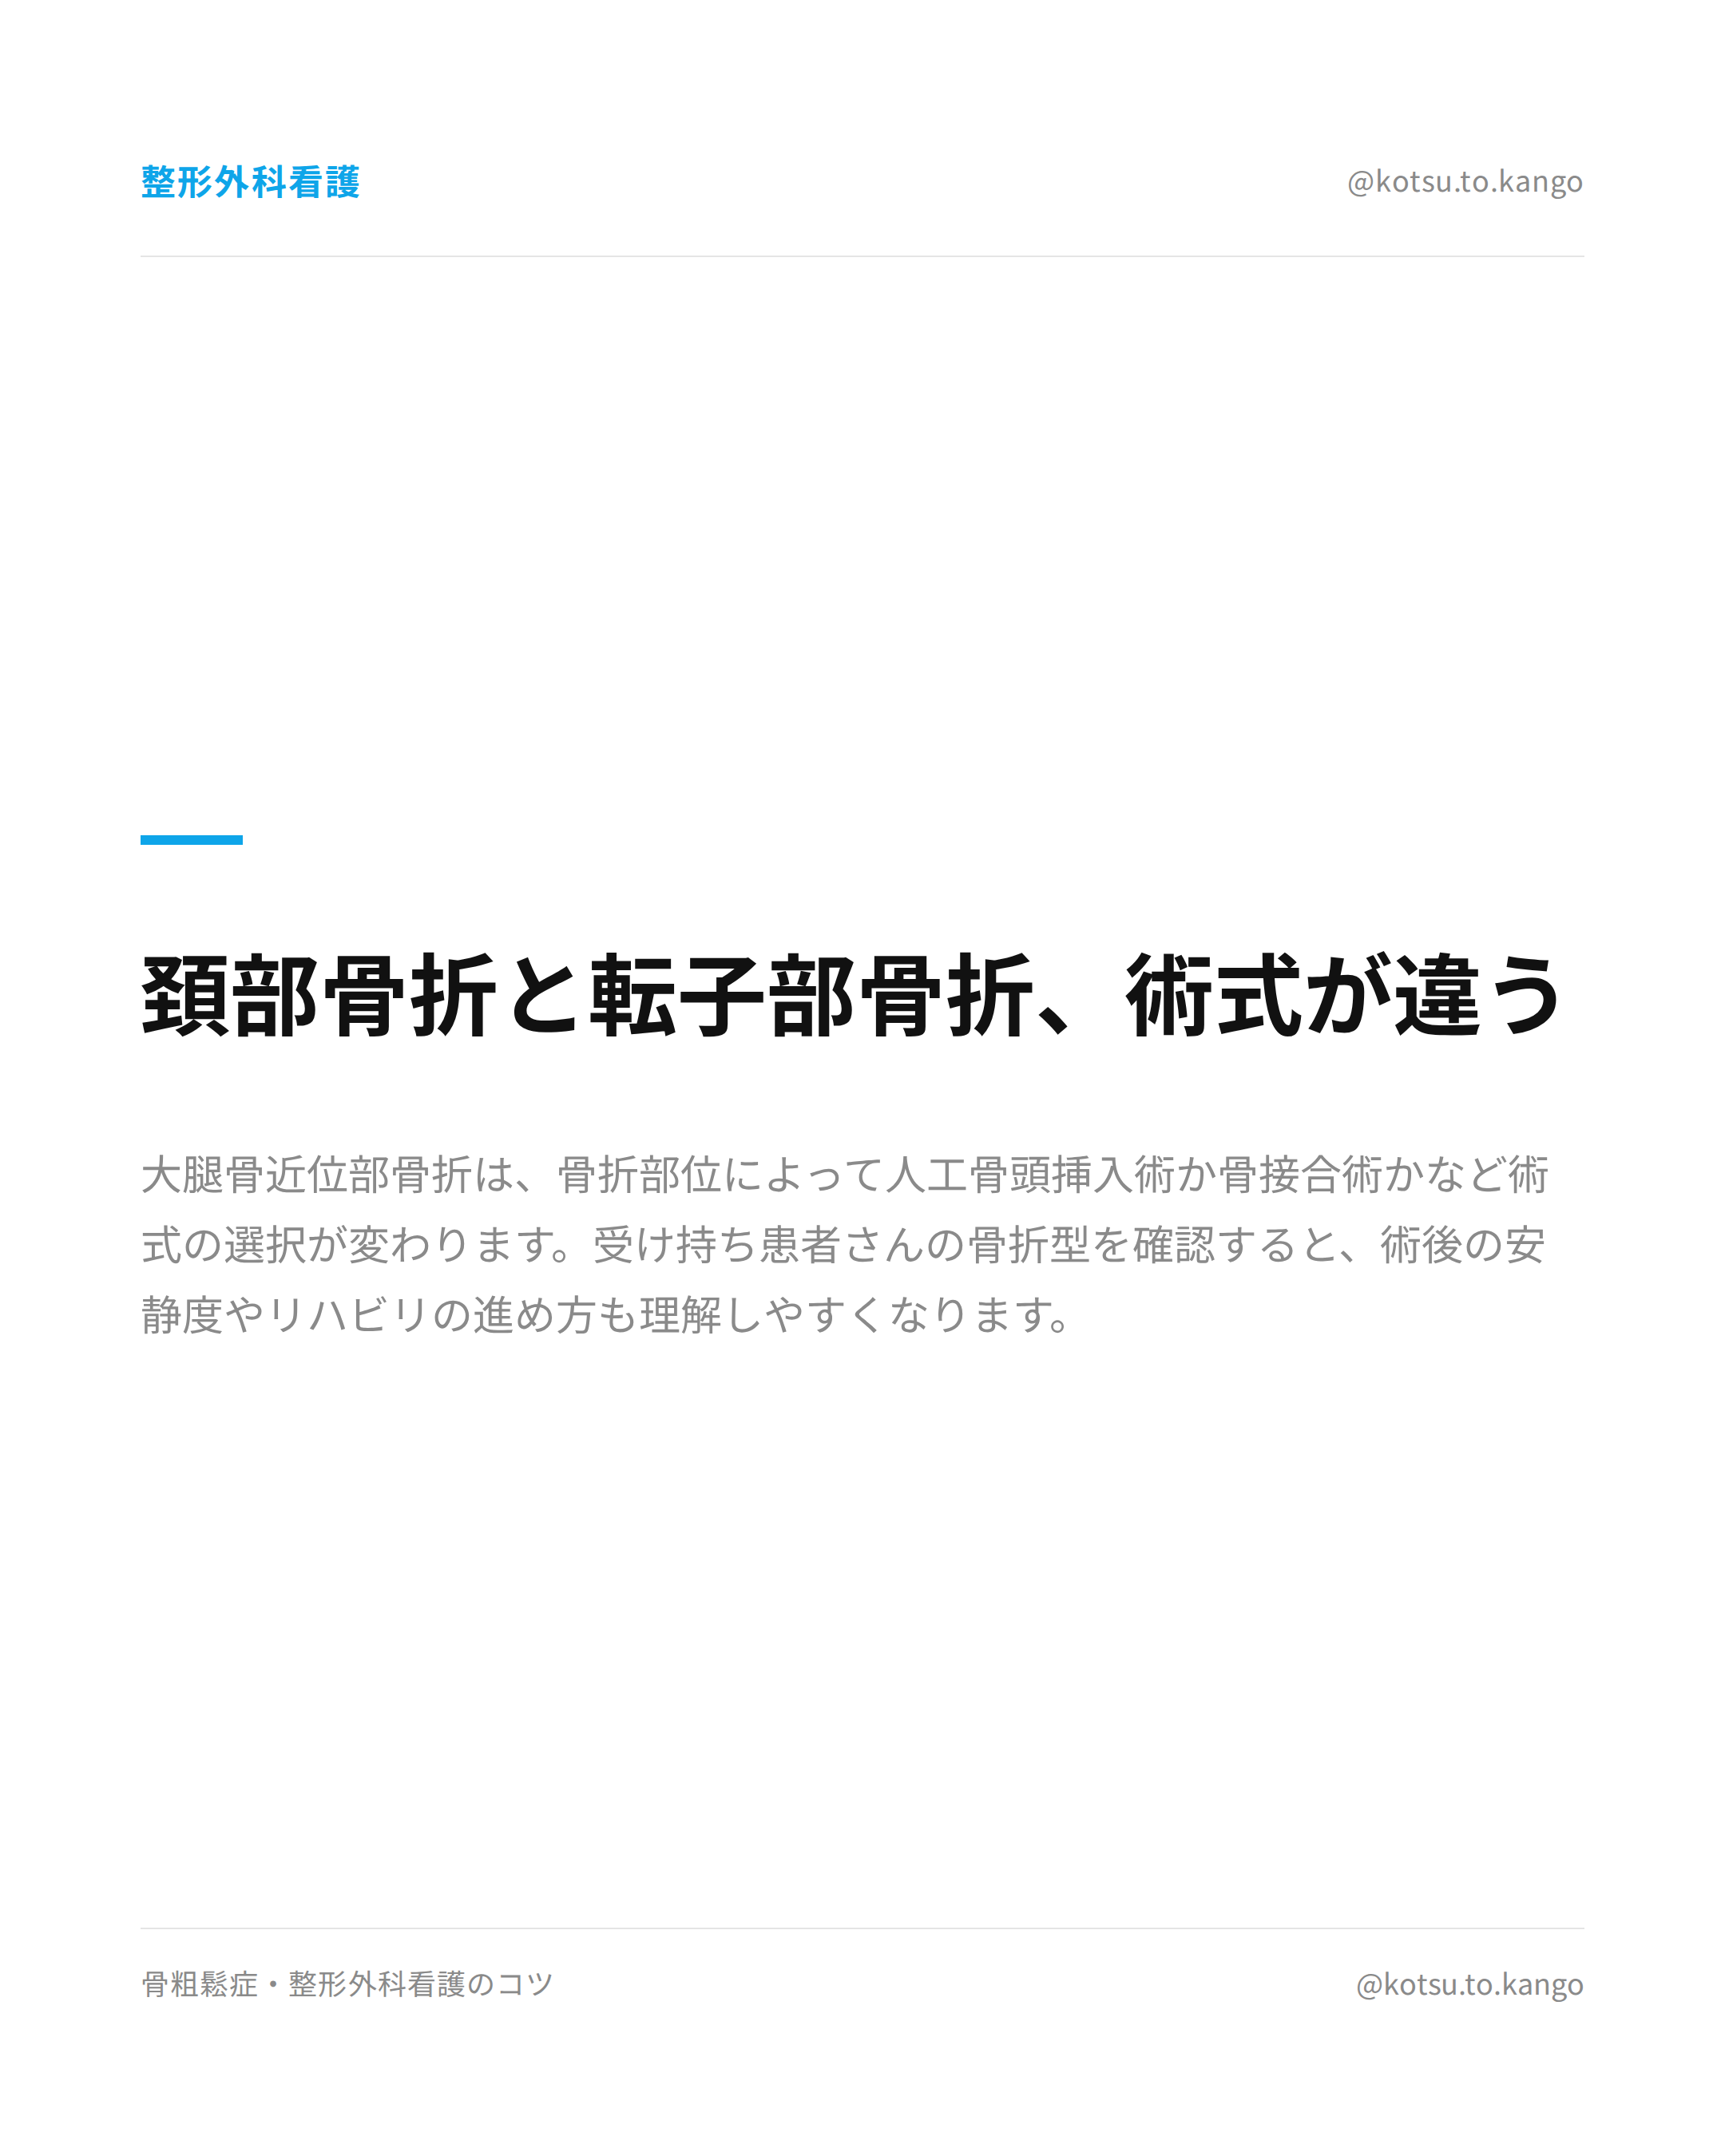 整形外科看護
@kotsu.to.kango
頚部骨折と転子部骨折、術式が違う
大腿骨近位部骨折は、骨折部位によって人工骨頭挿入術か骨接合術かなど術
式の選択が変わります。受け持ち患者さんの骨折型を確認すると、術後の安
静度やリハビリの進め方も理解しやすくなります。
骨粗鬆症・整形外科看護のコツ
@kotsu.to.kango